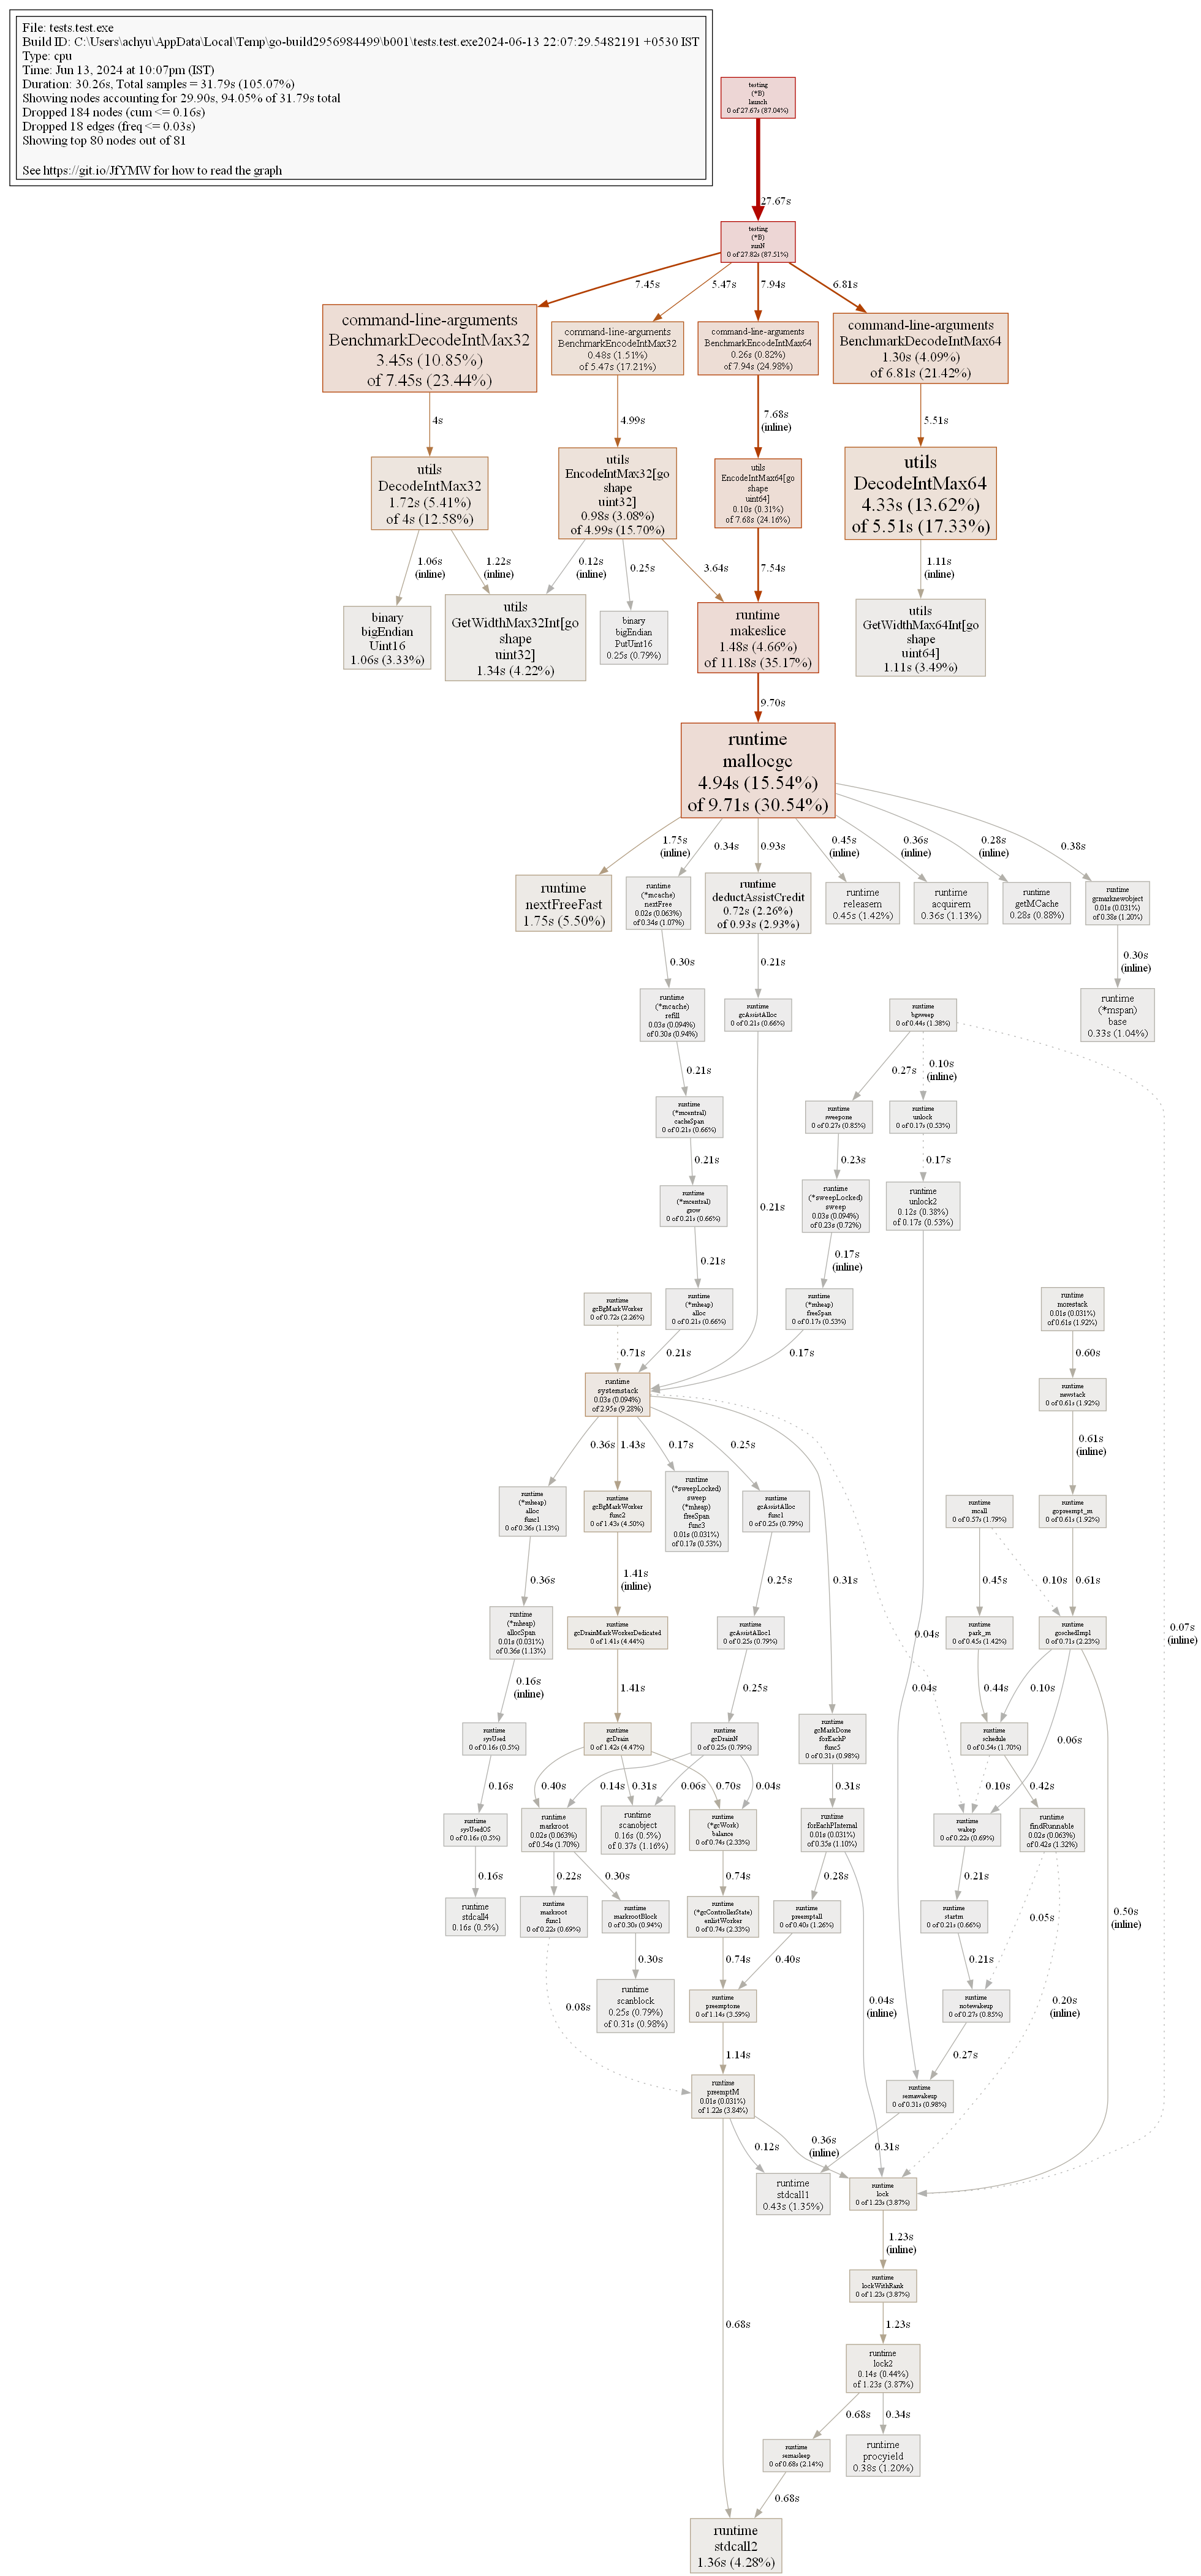 File: tests.test.exe
Build ID: C:\Users\achyu\AppData\Local\Temp\go-build2956984499\b001\tests.test.exe2024-06-13 22:07:29.5482191 +0530 IST
Type: cpu
Time: Jun 13, 2024 at 10:07pm (IST)
Duration: 30.26s, Total samples = 31.79s (105.07%)
Showing nodes accounting for 29.90s, 94.05% of 31.79s total
Dropped 184 nodes (cum <= 0.16s)
Dropped 18 edges (freq <= 0.03s)
Showing top 80 nodes out of 81
See https://git.io/JfYMW for how to read the graph
testing
(*B)
launch
0 of 27.67s (87.04%)
27.67s
testing
(*B)
runN
0 of 27.82s (87.51%)
7.45s
5.47s
7.94s
6.81s
command-line-arguments
BenchmarkDecodeIntMax32
3.45s (10.85%)
of 7.45s (23.44%)
command-line-arguments
BenchmarkEncodeIntMax32
0.48s (1.51%)
of 5.47s (17.21%)
command-line-arguments
BenchmarkEncodeIntMax64
0.26s (0.82%)
of 7.94s (24.98%)
command-line-arguments
BenchmarkDecodeIntMax64
1.30s (4.09%)
of 6.81s (21.42%)
4s
4.99s
7.68s
(inline)
5.51s
utils
DecodeIntMax32
1.72s (5.41%)
of 4s (12.58%)
utils
EncodeIntMax32[go
shape
uint32]
0.98s (3.08%)
of 4.99s (15.70%)
utils
EncodeIntMax64[go
shape
uint64]
0.10s (0.31%)
of 7.68s (24.16%)
utils
DecodeIntMax64
4.33s (13.62%)
of 5.51s (17.33%)
1.06s
(inline)
1.22s
(inline)
0.12s
(inline)
0.25s
3.64s
7.54s
1.11s
(inline)
binary
bigEndian
Uint16
1.06s (3.33%)
utils
GetWidthMax32Int[go
shape
uint32]
1.34s (4.22%)
binary
bigEndian
PutUint16
0.25s (0.79%)
runtime
makeslice
1.48s (4.66%)
of 11.18s (35.17%)
utils
GetWidthMax64Int[go
shape
uint64]
1.11s (3.49%)
9.70s
runtime
mallocgc
4.94s (15.54%)
of 9.71s (30.54%)
1.75s
(inline)
0.34s
0.93s
0.45s
(inline)
0.36s
(inline)
0.28s
(inline)
0.38s
runtime
nextFreeFast
1.75s (5.50%)
runtime
(*mcache)
nextFree
0.02s (0.063%)
of 0.34s (1.07%)
runtime
deductAssistCredit
0.72s (2.26%)
of 0.93s (2.93%)
runtime
releasem
0.45s (1.42%)
runtime
acquirem
0.36s (1.13%)
runtime
getMCache
0.28s (0.88%)
runtime
gcmarknewobject
0.01s (0.031%)
of 0.38s (1.20%)
0.30s
0.21s
0.30s
(inline)
runtime
(*mcache)
refill
0.03s (0.094%)
of 0.30s (0.94%)
runtime
gcAssistAlloc
0 of 0.21s (0.66%)
runtime
bgsweep
0 of 0.44s (1.38%)
runtime
(*mspan)
base
0.33s (1.04%)
0.21s
0.27s
0.10s
(inline)
runtime
(*mcentral)
cacheSpan
0 of 0.21s (0.66%)
runtime
sweepone
0 of 0.27s (0.85%)
runtime
unlock
0 of 0.17s (0.53%)
0.21s
0.23s
0.17s
runtime
(*mcentral)
grow
0 of 0.21s (0.66%)
0.21s
runtime
(*sweepLocked)
sweep
0.03s (0.094%)
of 0.23s (0.72%)
runtime
unlock2
0.12s (0.38%)
of 0.17s (0.53%)
0.21s
0.17s
(inline)
runtime
gcBgMarkWorker
0 of 0.72s (2.26%)
runtime
(*mheap)
alloc
0 of 0.21s (0.66%)
runtime
(*mheap)
freeSpan
0 of 0.17s (0.53%)
runtime
morestack
0.01s (0.031%)
of 0.61s (1.92%)
0.71s
0.21s
0.17s
0.60s
runtime
systemstack
0.03s (0.094%)
of 2.95s (9.28%)
runtime
newstack
0 of 0.61s (1.92%)
0.36s
1.43s
0.17s
0.25s
0.61s
(inline)
runtime
(*mheap)
alloc
func1
0 of 0.36s (1.13%)
runtime
gcBgMarkWorker
func2
0 of 1.43s (4.50%)
runtime
(*sweepLocked)
sweep
(*mheap)
freeSpan
func3
0.01s (0.031%)
of 0.17s (0.53%)
runtime
gcAssistAlloc
func1
0 of 0.25s (0.79%)
runtime
mcall
0 of 0.57s (1.79%)
runtime
gopreempt_m
0 of 0.61s (1.92%)
0.36s
1.41s
(inline)
0.25s
0.31s
0.45s
0.10s
0.61s
runtime
(*mheap)
allocSpan
0.01s (0.031%)
of 0.36s (1.13%)
runtime
gcDrainMarkWorkerDedicated
0 of 1.41s (4.44%)
runtime
gcAssistAlloc1
0 of 0.25s (0.79%)
0.04s
runtime
park_m
0 of 0.45s (1.42%)
runtime
goschedImpl
0 of 0.71s (2.23%)
0.07s
(inline)
0.16s
(inline)
1.41s
0.25s
0.04s
0.44s
0.10s
runtime
sysUsed
0 of 0.16s (0.5%)
runtime
gcDrain
0 of 1.42s (4.47%)
runtime
gcDrainN
0 of 0.25s (0.79%)
runtime
gcMarkDone
forEachP
func5
0 of 0.31s (0.98%)
runtime
schedule
0 of 0.54s (1.70%)
0.06s
0.16s
0.40s
0.14s
0.31s
0.06s
0.70s
0.04s
0.31s
0.10s
0.42s
runtime
sysUsedOS
0 of 0.16s (0.5%)
runtime
markroot
0.02s (0.063%)
of 0.54s (1.70%)
runtime
scanobject
0.16s (0.5%)
of 0.37s (1.16%)
runtime
(*gcWork)
balance
0 of 0.74s (2.33%)
runtime
forEachPInternal
0.01s (0.031%)
of 0.35s (1.10%)
runtime
wakep
0 of 0.22s (0.69%)
runtime
findRunnable
0.02s (0.063%)
of 0.42s (1.32%)
0.16s
0.22s
0.30s
0.74s
0.28s
0.21s
runtime
stdcall4
0.16s (0.5%)
runtime
markroot
func1
0 of 0.22s (0.69%)
runtime
markrootBlock
0 of 0.30s (0.94%)
runtime
(*gcControllerState)
enlistWorker
0 of 0.74s (2.33%)
runtime
preemptall
0 of 0.40s (1.26%)
runtime
startm
0 of 0.21s (0.66%)
0.05s
0.50s
(inline)
0.30s
0.74s
0.40s
0.21s
runtime
scanblock
0.25s (0.79%)
of 0.31s (0.98%)
0.08s
runtime
preemptone
0 of 1.14s (3.59%)
0.04s
(inline)
runtime
notewakeup
0 of 0.27s (0.85%)
0.20s
(inline)
1.14s
0.27s
runtime
preemptM
0.01s (0.031%)
of 1.22s (3.84%)
runtime
semawakeup
0 of 0.31s (0.98%)
0.12s
0.36s
(inline)
0.31s
runtime
stdcall1
0.43s (1.35%)
runtime
lock
0 of 1.23s (3.87%)
1.23s
(inline)
runtime
lockWithRank
0 of 1.23s (3.87%)
0.68s
1.23s
runtime
lock2
0.14s (0.44%)
of 1.23s (3.87%)
0.68s
0.34s
runtime
semasleep
0 of 0.68s (2.14%)
runtime
procyield
0.38s (1.20%)
0.68s
runtime
stdcall2
1.36s (4.28%)